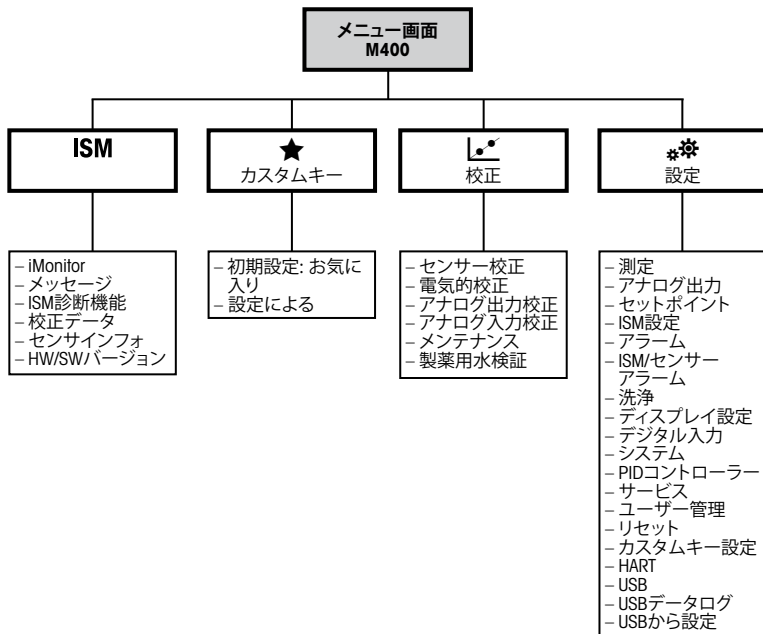 メニュー画面
M400
ISM
カスタムキー
校正
設定
– iMonitor
– メッセージ
– ISM診断機能
– 校正データ
– センサインフォ
– HW/SWバージョン
– 初期設定: お気に
入り
– 設定による
– センサー校正
– 電気的校正
– アナログ出力校正
– アナログ入力校正
– メンテナンス
– 製薬用水検証
– 測定
– アナログ出力
– セットポイント
– ISM設定
– アラーム
– ISM/センサー
アラーム
– 洗浄
– ディスプレイ設定
– デジタル入力
– システム
– PIDコントローラー
– サービス
– ユーザー管理
– リセット
– カスタムキー設定
– HART
– USB
– USBデータログ
– USBから設定